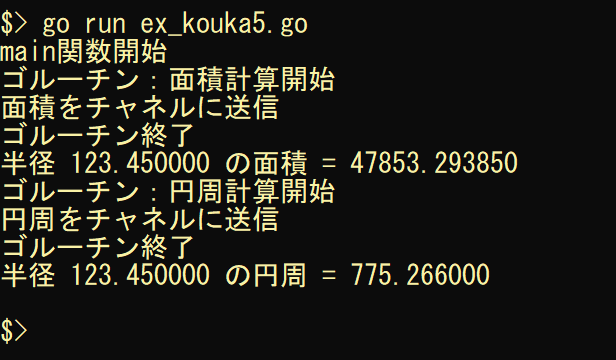 $> go run ex_kouka5.go
main関数開始
ゴルーチン：面積計算開始
面積をチャネルに送信
ゴルーチン終了
半径 123.450000 の面積 = 47853.293850
ゴルーチン：円周計算開始
円周をチャネルに送信
ゴルーチン終了
半径 123.450000 の円周 = 775.266000
$>